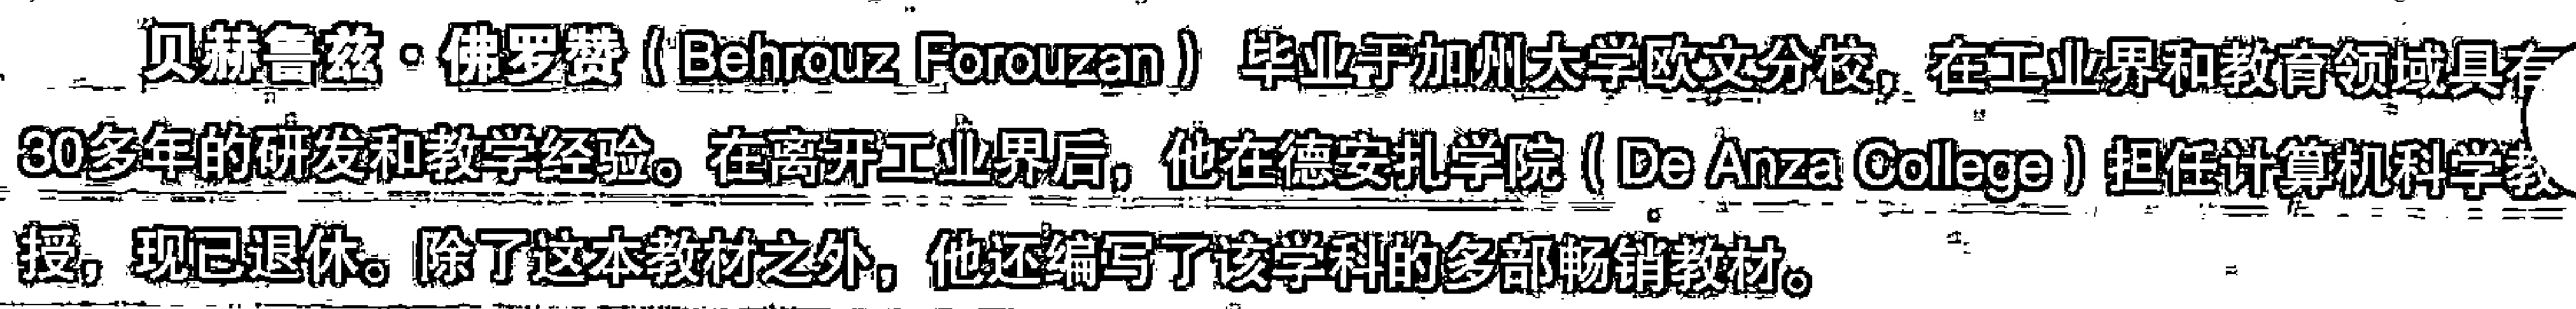 贝赫鲁兹·佛罗赞（Behrouz Forouzan）毕业于加州大学欧文分校，在工业界和教育领域具有
30多年的研发和教学经验。在离开工业界后，他在德安扎学院（De Anza College）担任计算机科学教
授，现已退休。除了这本教材之外，他还编写了该学科的多部畅销教材。